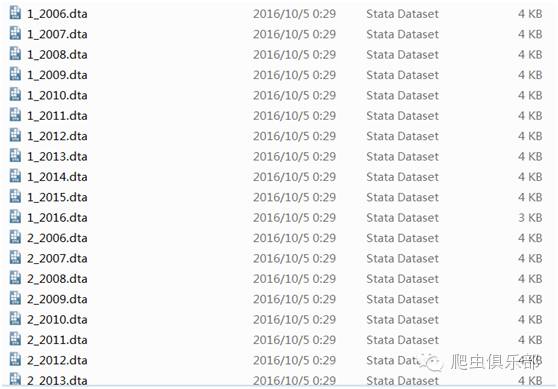 1_2006.dta 2016/10/5 0:29 Stata Dataset 4 KB
1_2007.dta 2016/10/5 0:29 Stata Dataset 4 KB
1_2008.dta 2016/10/5 0:29 Stata Dataset 4 KB
1_2009.dta 2016/10/5 0:29 Stata Dataset 4 KB
1_2010.dta 2016/10/5 0:29 Stata Dataset 4 KB
1_2011.dta 2016/10/5 0:29 Stata Dataset 4 KB
1_2012.dta 2016/10/5 0:29 Stata Dataset 4 KB
1_2013.dta 2016/10/5 0:29 Stata Dataset 4 KB
1_2014.dta 2016/10/5 0:29 Stata Dataset 4 KB
1_2015.dta 2016/10/5 0:29 Stata Dataset 4 KB
1_2016.dta 2016/10/5 0:29 Stata Dataset 3 KB
2_2006.dta 2016/10/5 0:29 Stata Dataset 4 KB
2_2007.dta 2016/10/5 0:29 Stata Dataset 4 KB
2_2008.dta 2016/10/5 0:29 Stata Dataset 4 KB
2_2009.dta 2016/10/5 0:29 Stata Dataset 4 KB
2_2010.dta 2016/10/5 0:29 Stata Dataset 4 KB
2_2011.dta 2016/10/5 0:29 Stata Dataset 4 KB
2_2012.dta 2016/10/5 0:29 Stata Dataset 4 KB
2_2013.dta 2016/10/5 0:29 Stata Dataset 4 KB
爬虫俱乐部